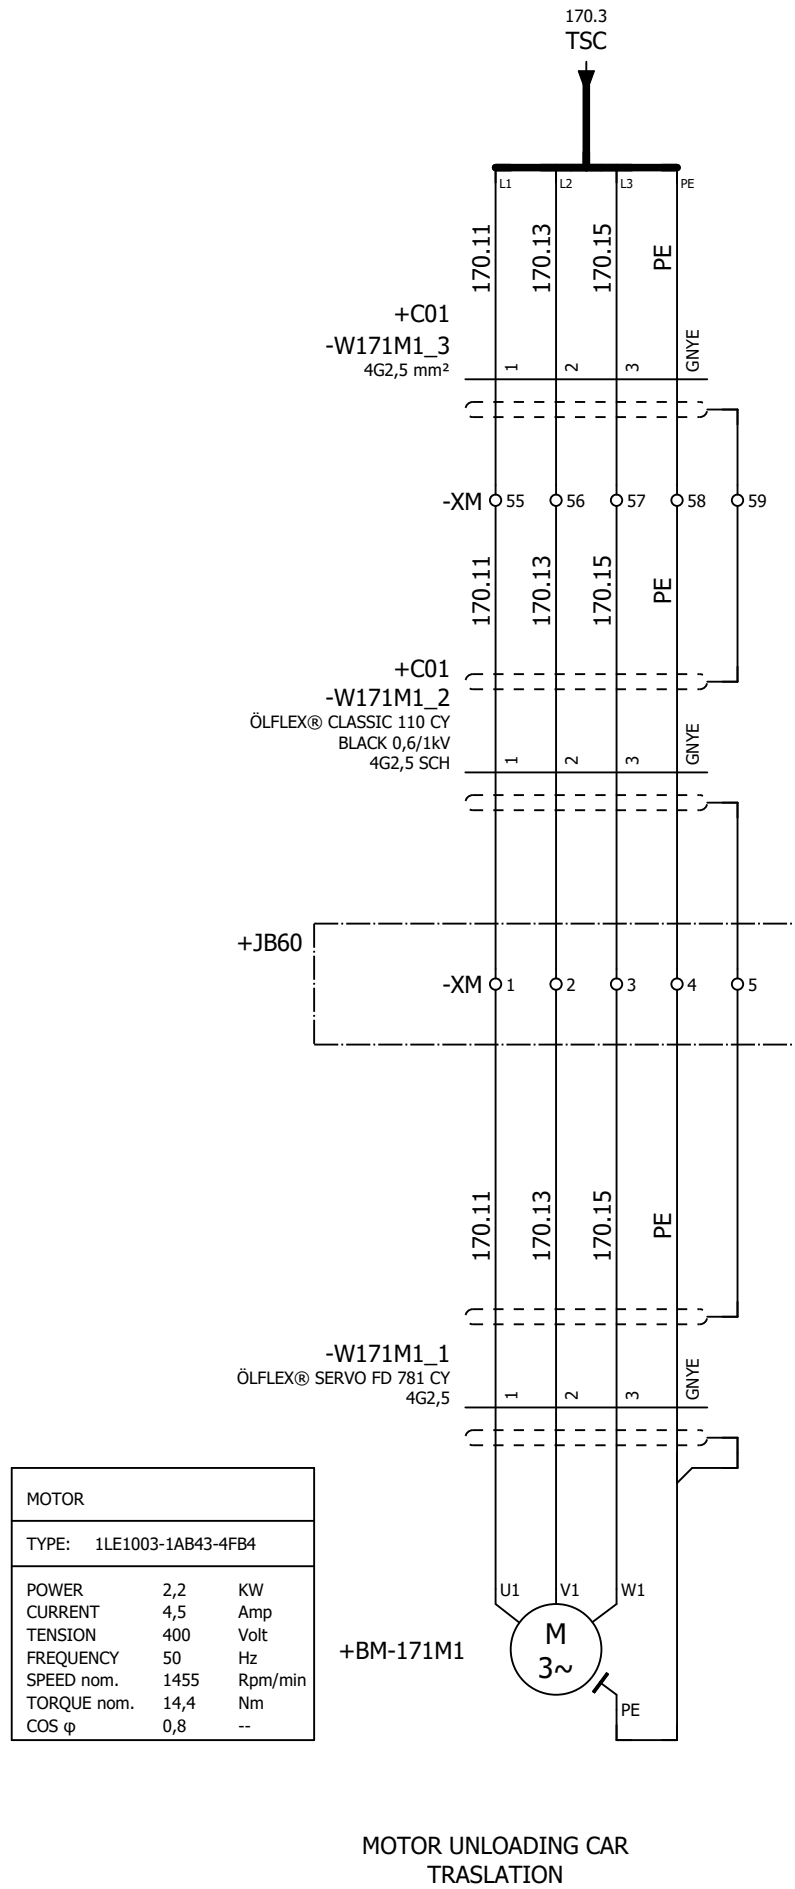 170.3
TSC
L1 L2 L3 PE
170.11 170.13 170.15 PE
+C01
-W171M1_3
4G2,5 mm²
1 2 3 GNYE
-XM 55 56 57 58 59
170.11 170.13 170.15 PE
+C01
-W171M1_2
ÖLFLEX® CLASSIC 110 CY
BLACK 0,6/1kV
4G2,5 SCH
1 2 3 GNYE
+JB60
-XM 1 2 3 4 5
170.11 170.13 170.15 PE
-W171M1_1
ÖLFLEX® SERVO FD 781 CY
4G2,5
1 2 3 GNYE
MOTOR
TYPE: 1LE1003-1AB43-4FB4
POWER 2,2 KW
CURRENT 4,5 Amp
TENSION 400 Volt
FREQUENCY 50 Hz
SPEED nom. 1455 Rpm/min
TORQUE nom. 14,4 Nm
COS φ 0,8 --
U1 V1 W1
+BM-171M1
M
3~
PE
MOTOR UNLOADING CAR
TRASLATION